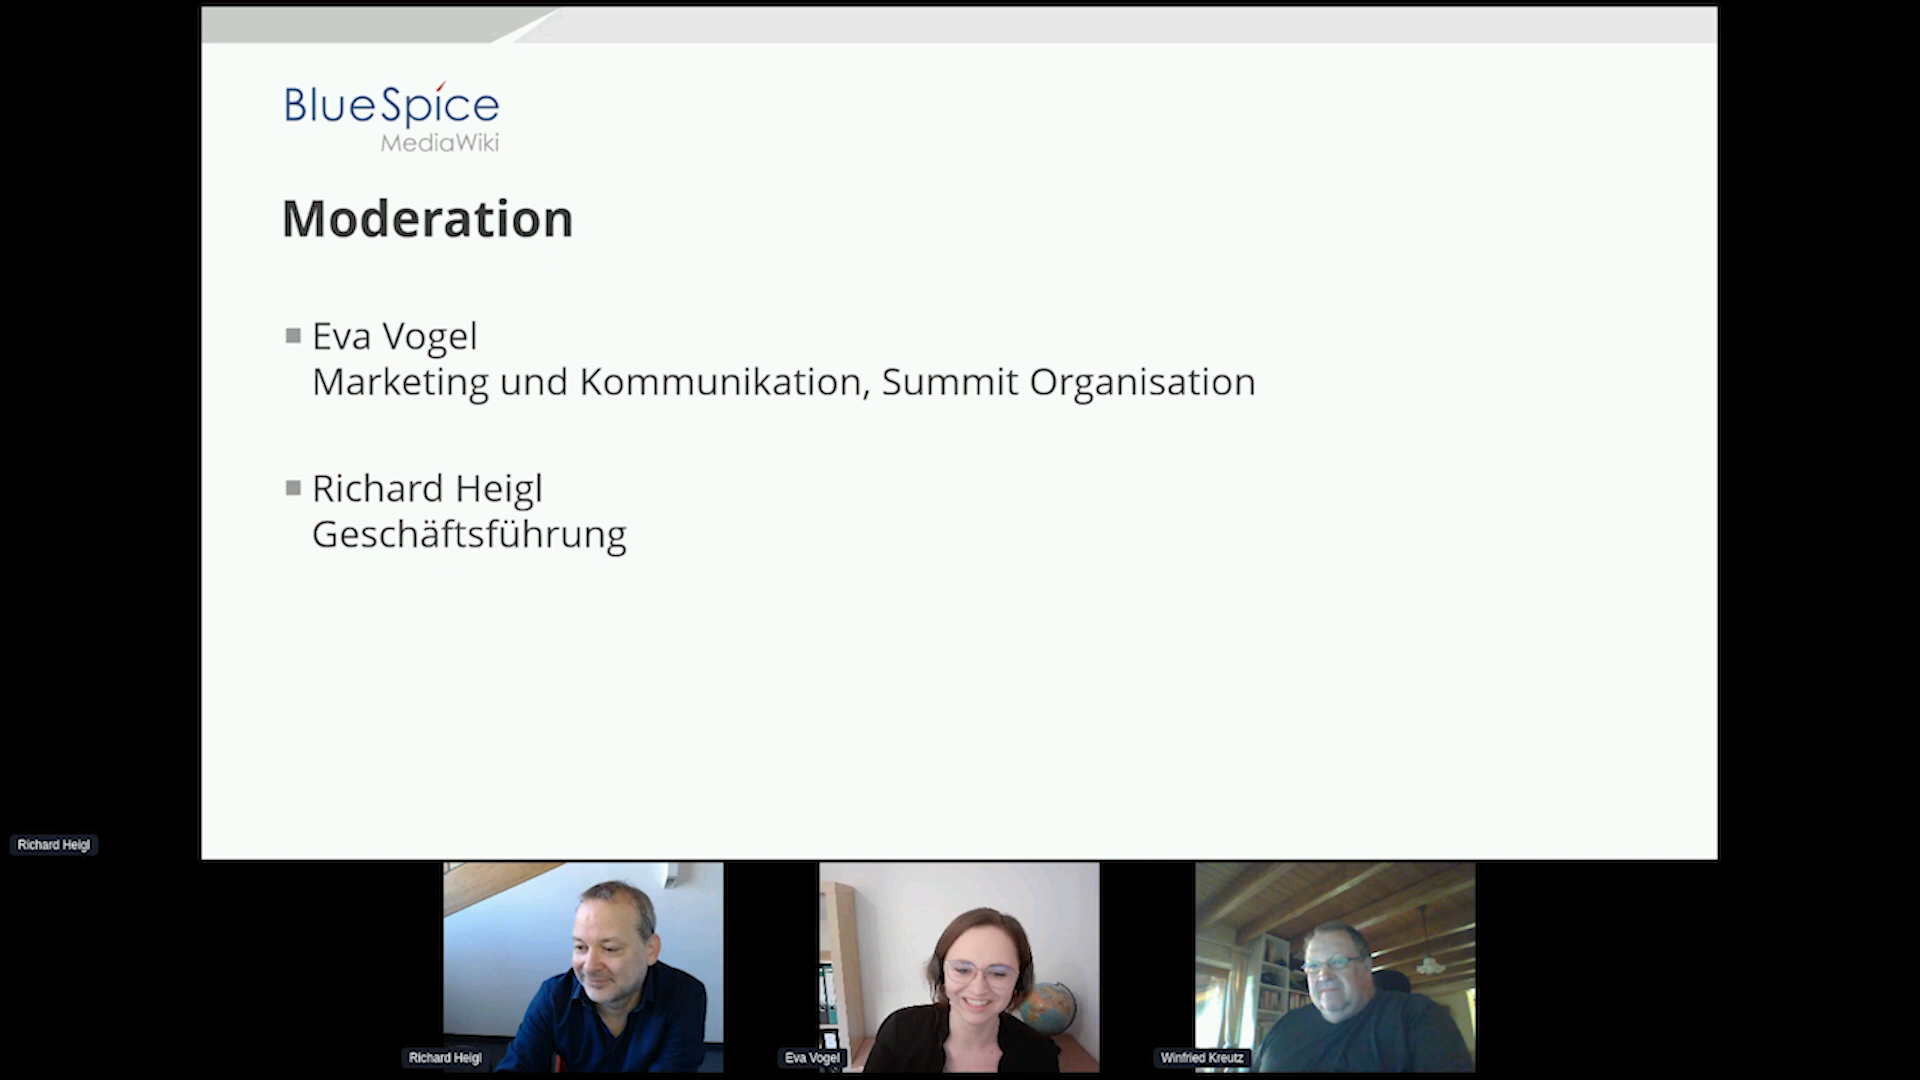 BlueSpice
MediaWiki
Moderation
Eva Vogel
Marketing und Kommunikation, Summit Organisation
Richard Heigl
Geschäftsführung
Richard Heigl
Richard Heigl
Eva Vogel
Winfried Kreutz